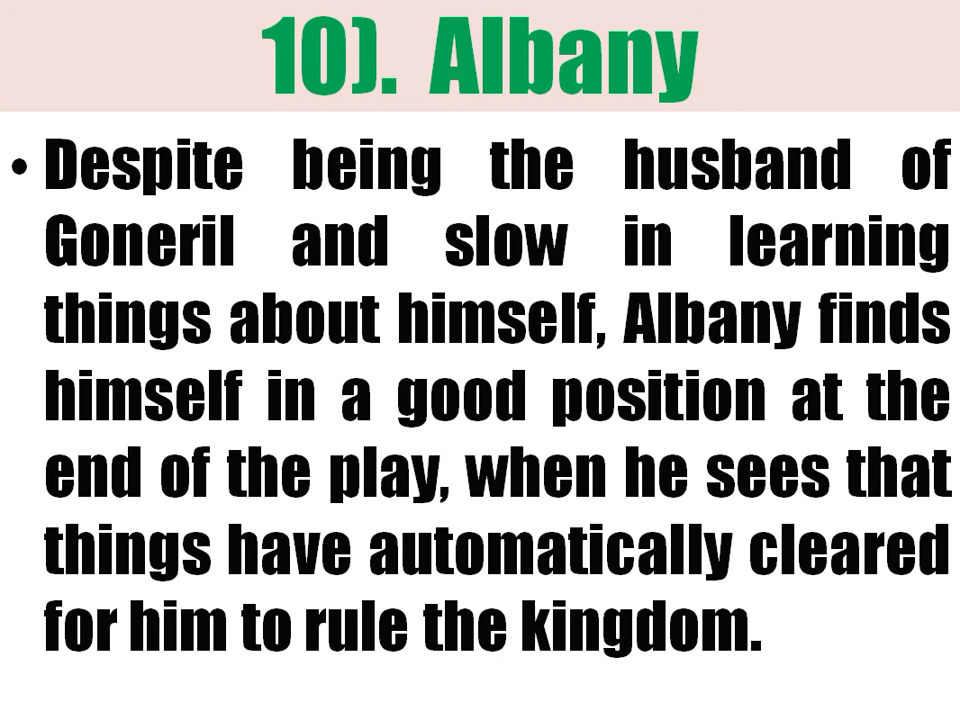 10). Albany
• Despite being the husband of
Goneril and slow in learning
things about himself, Albany finds
himself in a good position at the
end of the play, when he sees that
things have automatically cleared
for him to rule the kingdom.